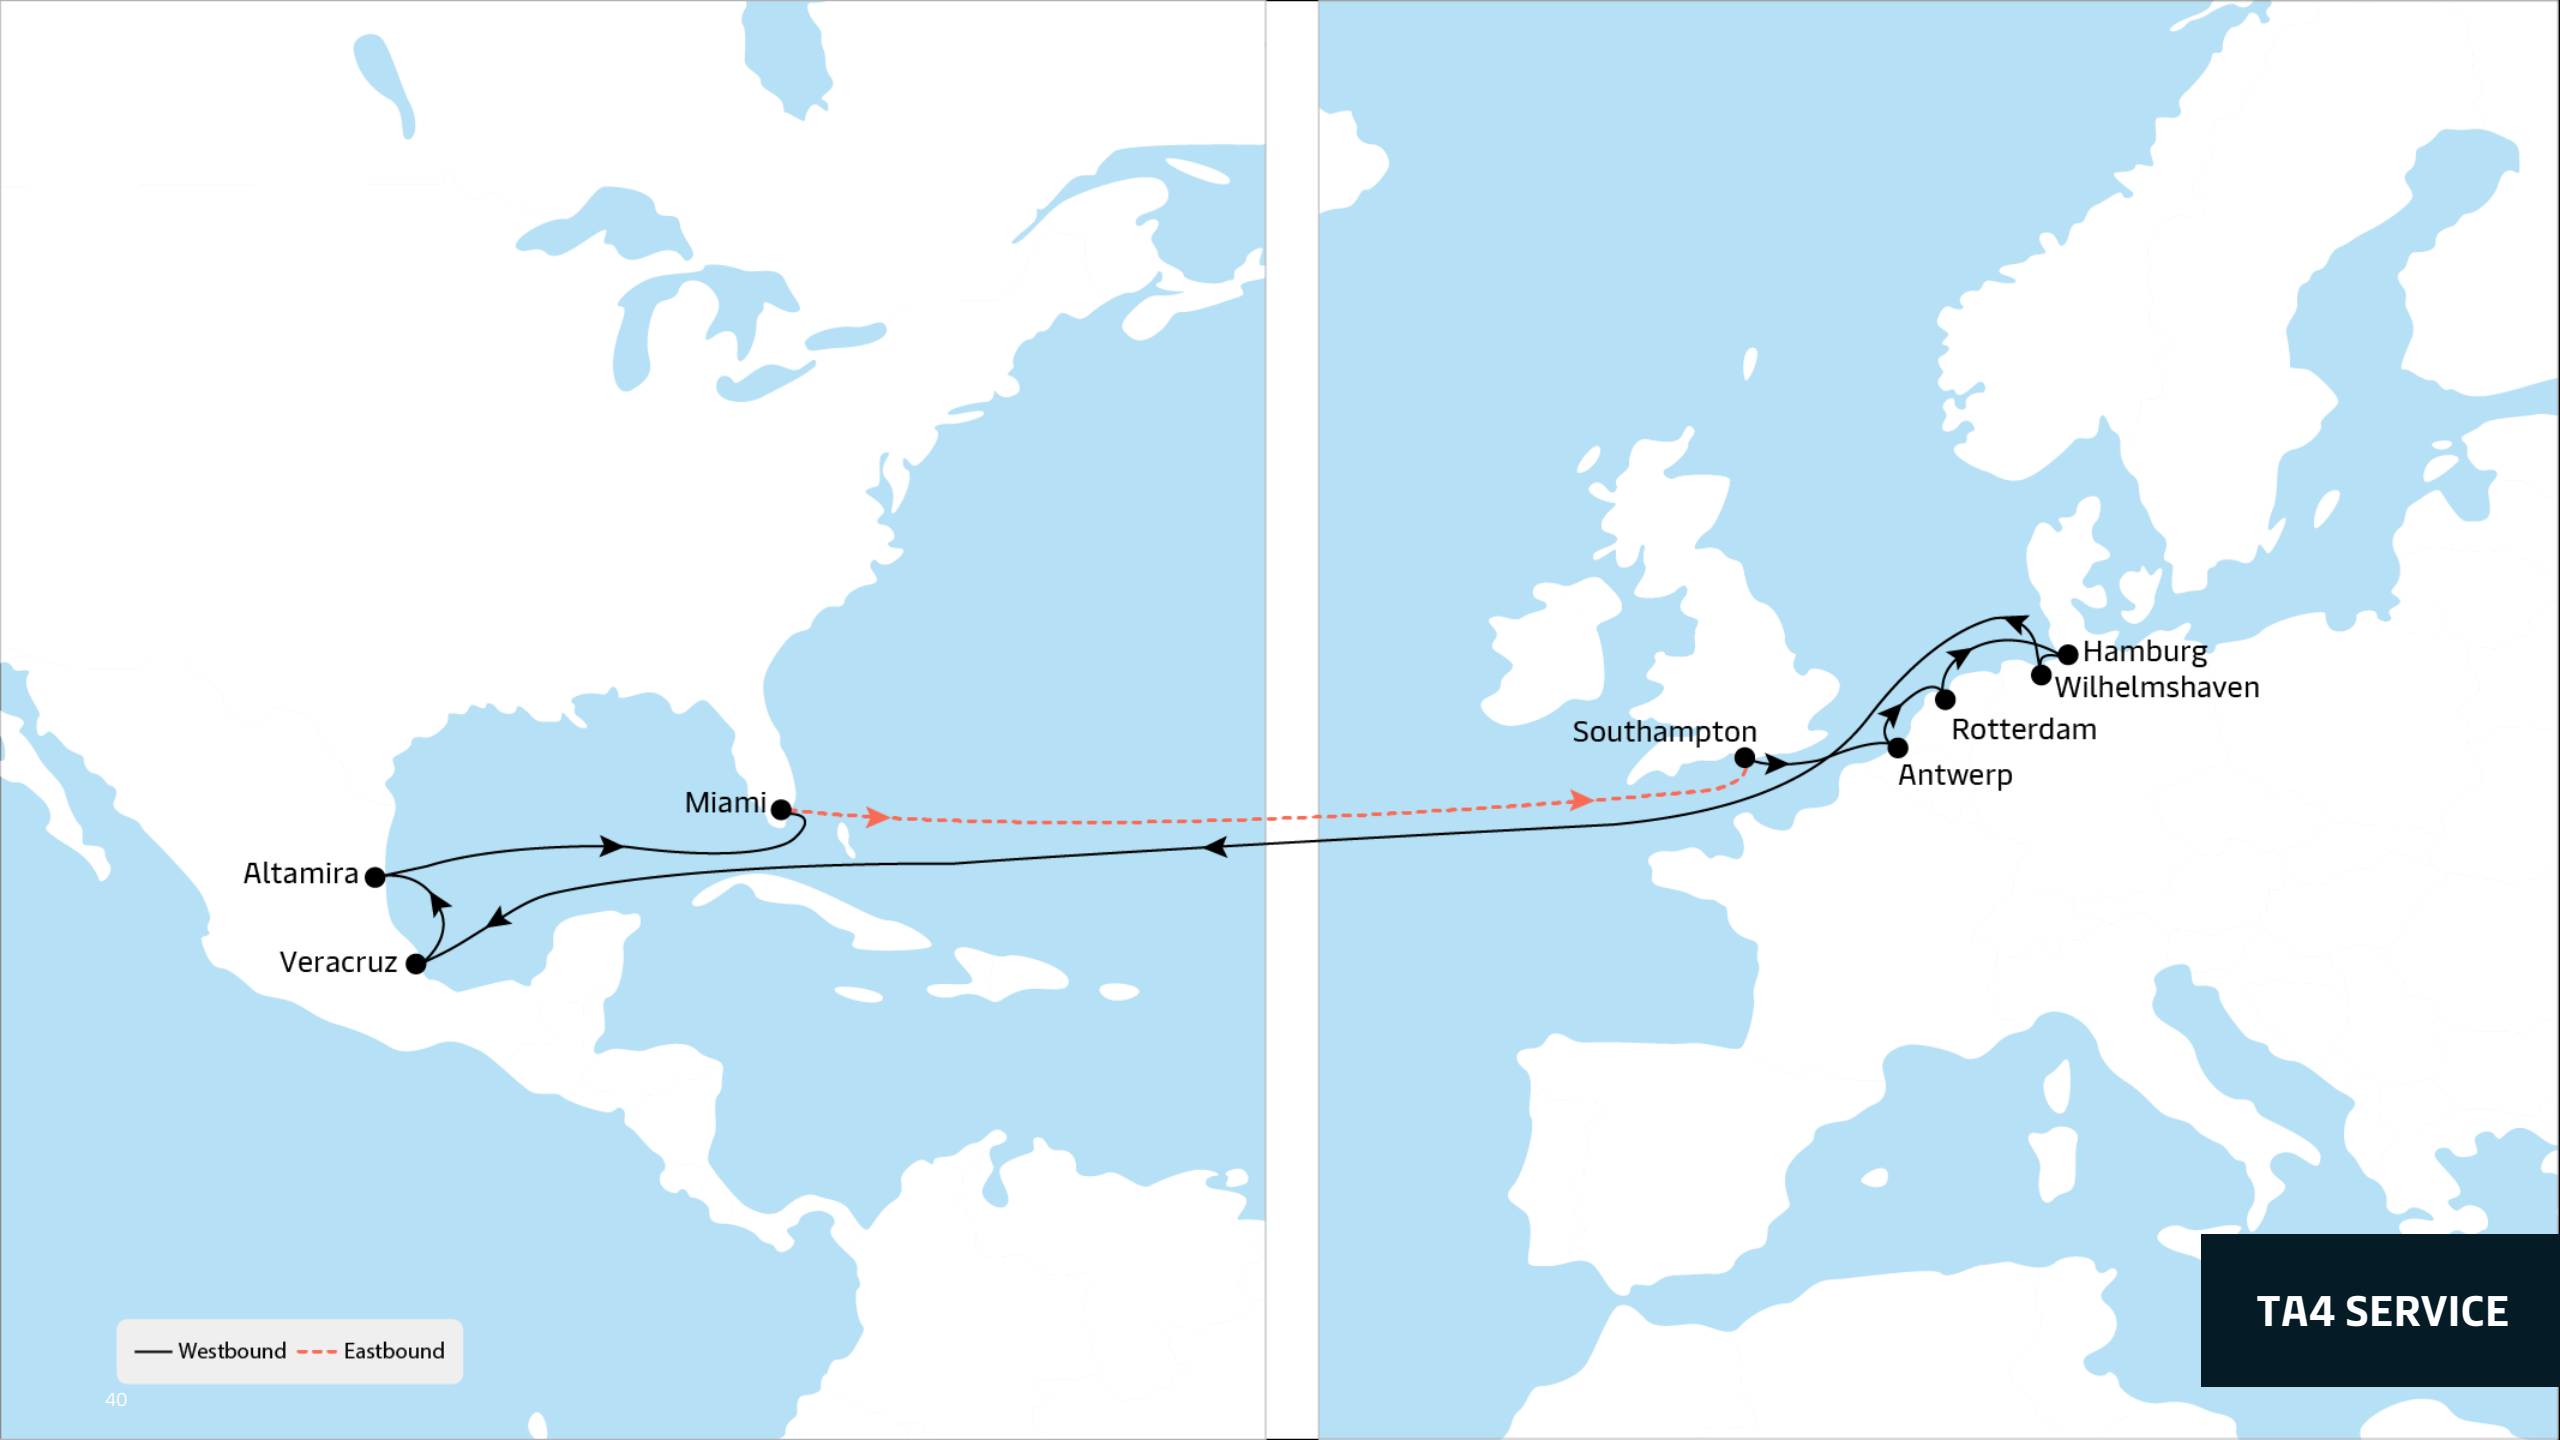 Hamburg
Wilhelmshaven
Rotterdam
Southampton
Antwerp
Miami
Altamira
Veracruz
TA4 SERVICE
Westbound Eastbound
40